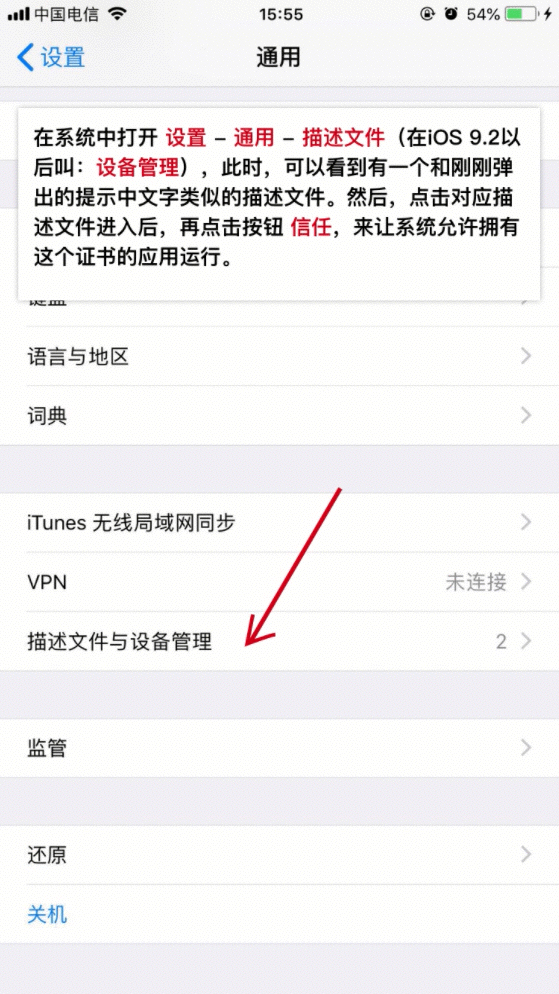 中国电信 15:55 54%
设置 通用
在系统中打开 设置 – 通用 – 描述文件（在iOS 9.2以
后叫：设备管理），此时，可以看到有一个和刚刚弹
出的提示中文字类似的描述文件。然后，点击对应描
述文件进入后，再点击按钮 信任，来让系统允许拥有
这个证书的应用运行。
语言与地区
词典
iTunes 无线局域网同步
VPN 未连接
描述文件与设备管理 2
监管
还原
关机